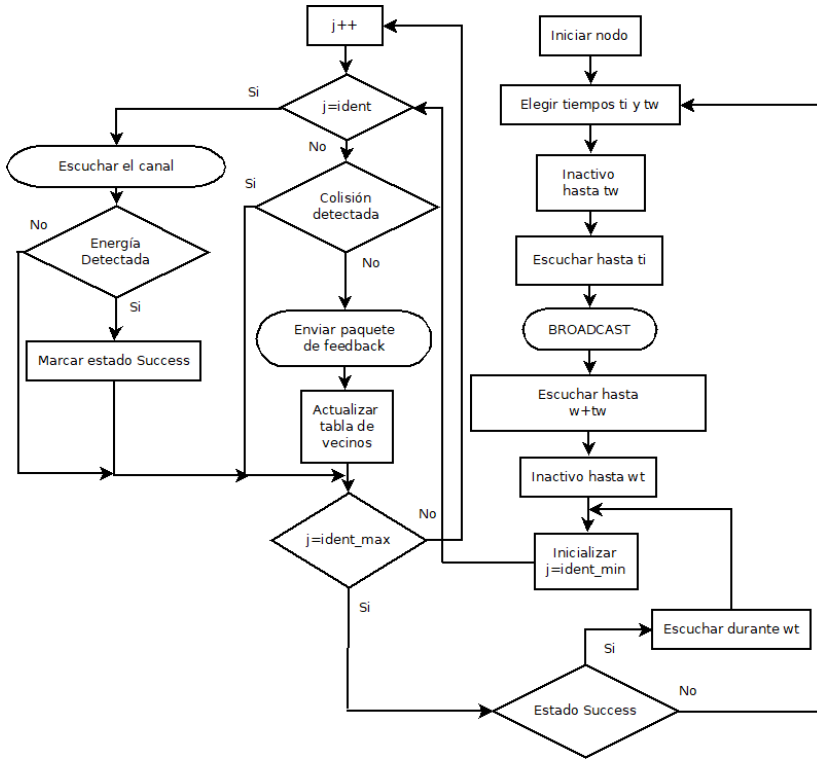 j++
Iniciar nodo
Si
j=ident
Elegir tiempos ti y tw
No
Escuchar el canal
Si
Colisión
detectada
Inactivo
hasta tw
No
Energía
Detectada
No
Escuchar hasta ti
Si
Enviar paquete
de feedback
BROADCAST
Marcar estado Success
Escuchar hasta
w+tw
Actualizar
tabla de
vecinos
Inactivo hasta wt
No
j=ident_max
Inicializar
j=ident_min
Si
Escuchar durante wt
Si
Estado Success
No